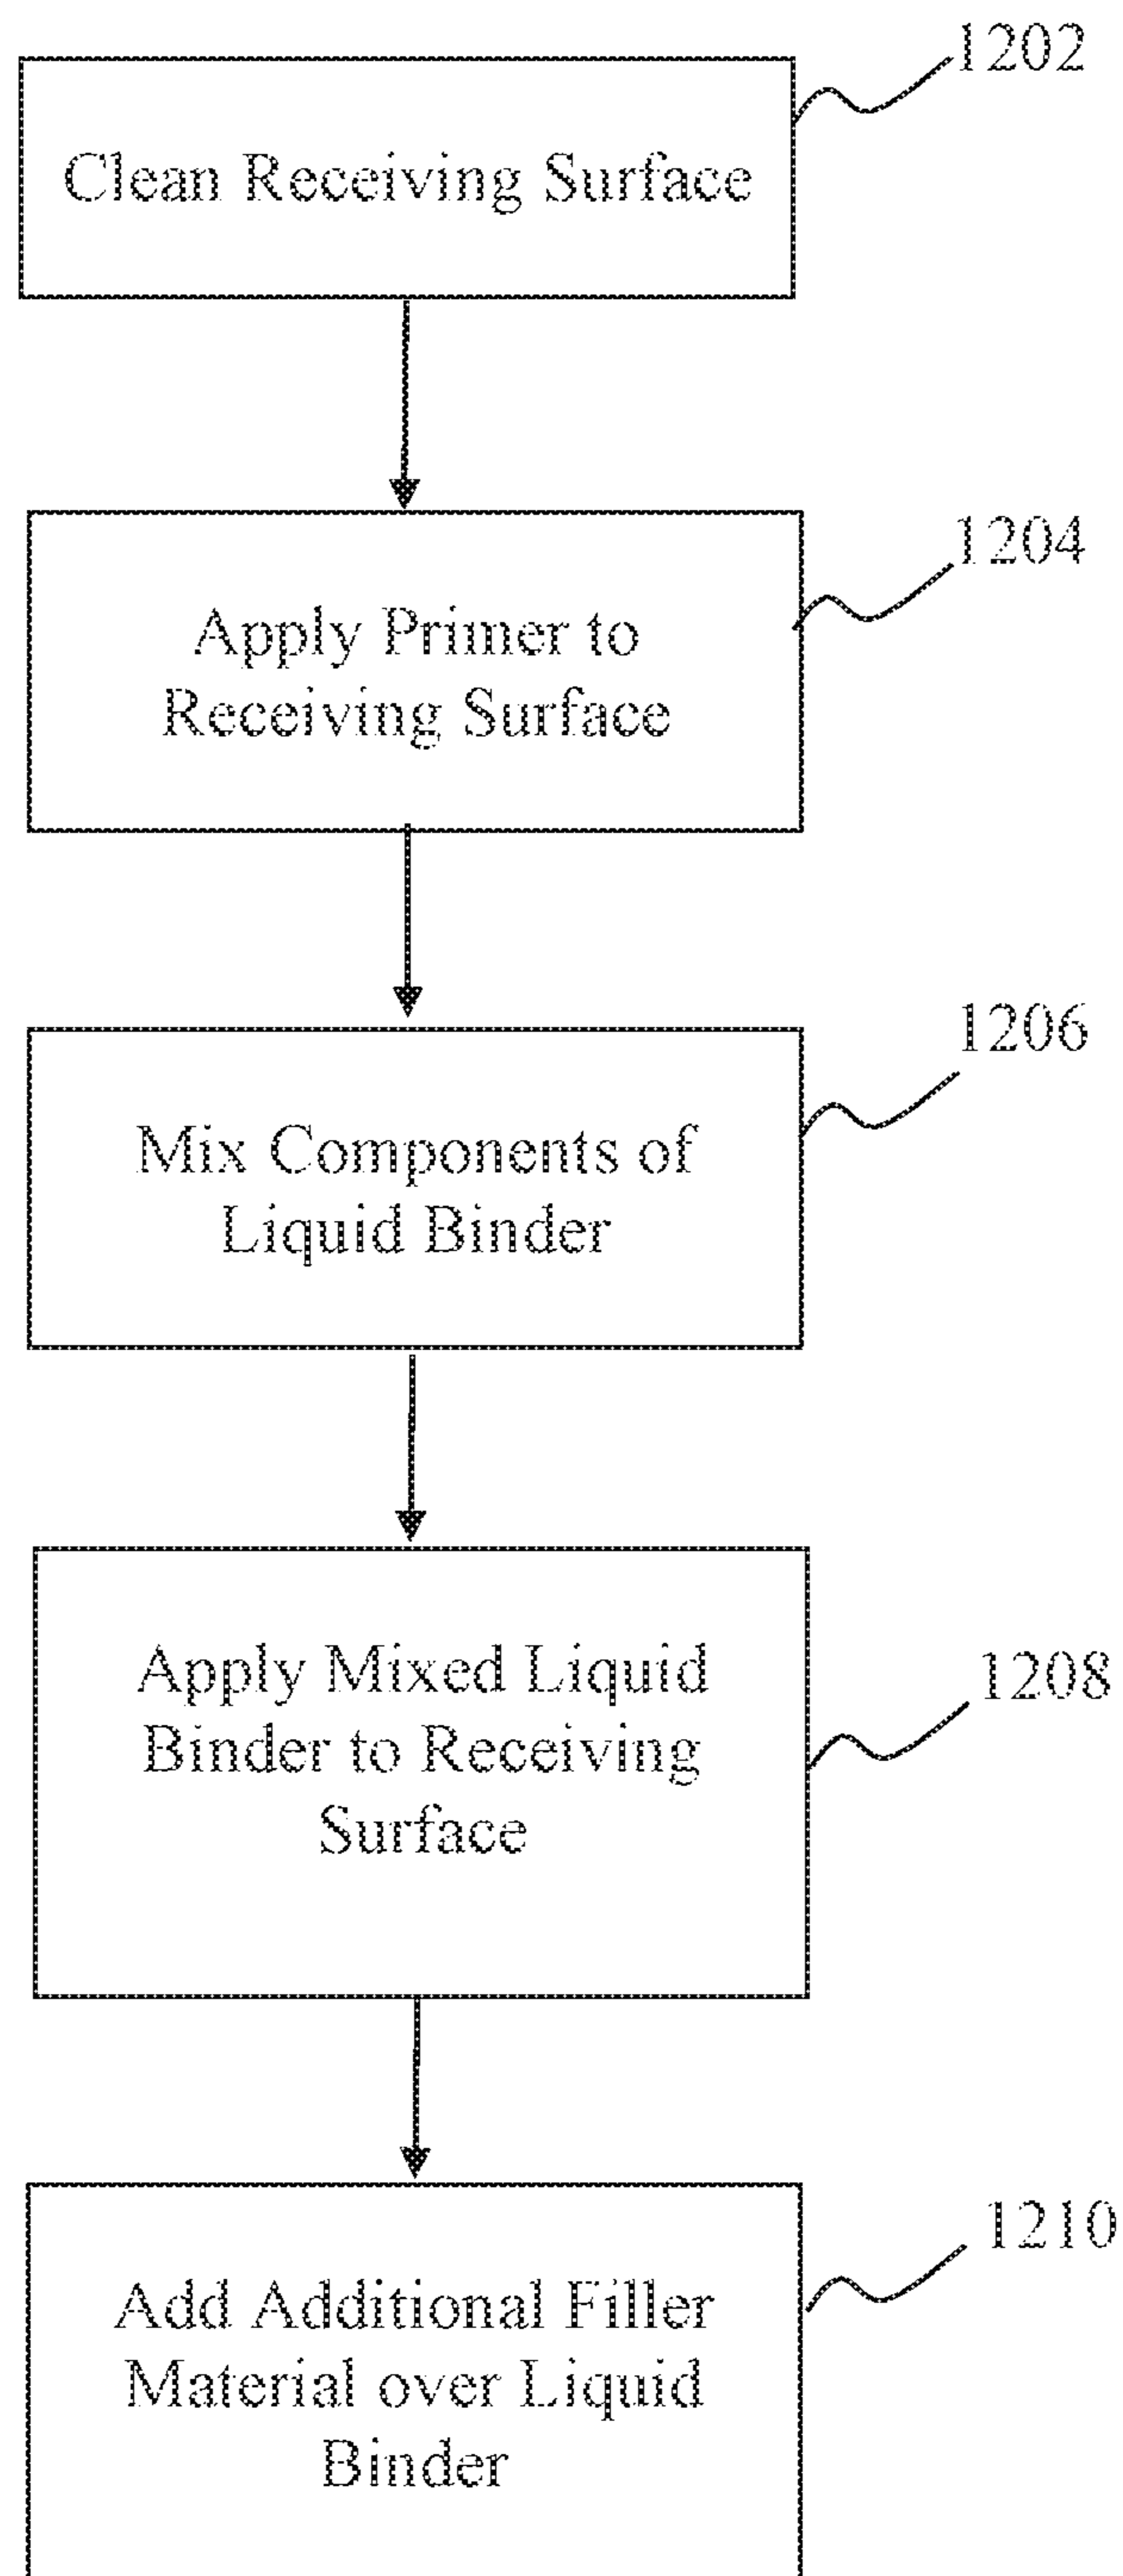 1202
Clean Receiving Surface
1204
Apply Primer to
Receiving Surface
1206
Mix Components of
Liquid Binder
1208
Apply Mixed Liquid
Binder to Receiving
Surface
1210
Add Additional Filler
Material over Liquid
Binder